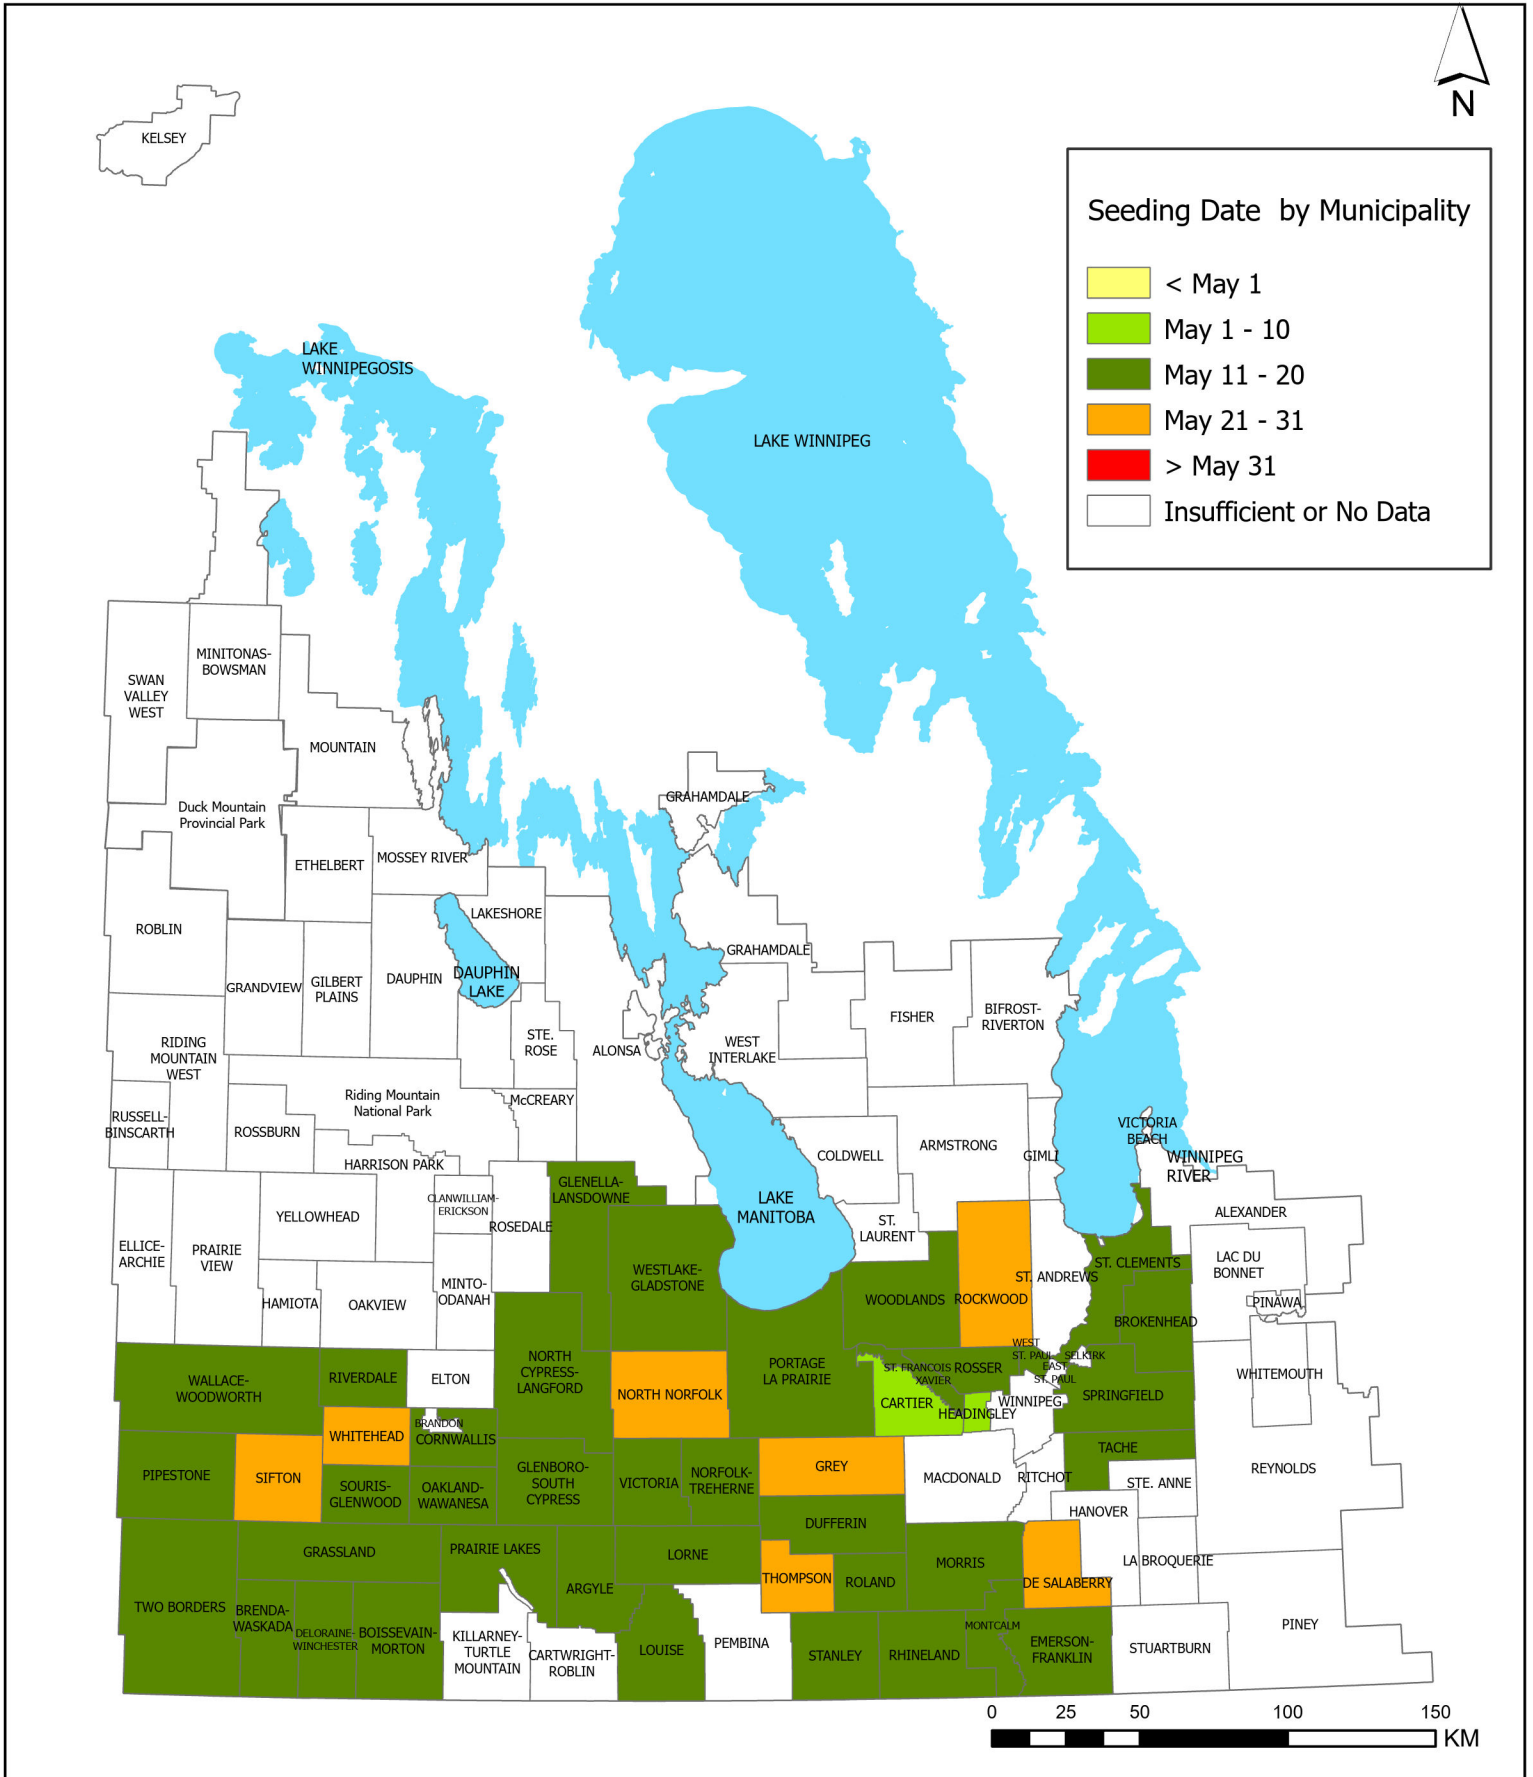 N
KELSEY
Seeding Date by Municipality
< May 1
May 1 - 10
May 11 - 20
May 21 - 31
> May 31
Insufficient or No Data
LAKE
WINNIPEGOSIS
LAKE WINNIPEG
MINITONAS-
BOWSMAN
SWAN
VALLEY
WEST
MOUNTAIN
Duck Mountain
Provincial Park
GRAHAMDALE
ETHELBERT
MOSSEY RIVER
ROBLIN
LAKESHORE
GRAHAMDALE
GRANDVIEW
GILBERT
PLAINS
DAUPHIN
DAUPHIN
LAKE
FISHER
BIFROST-
RIVERTON
RIDING
MOUNTAIN
WEST
STE.
ROSE
ALONSA
WEST
INTERLAKE
Riding Mountain
National Park
McCREARY
RUSSELL-
BINSCARTH
ROSSBURN
HARRISON PARK
COLDWELL
ARMSTRONG
GIMLI
VICTORIA
BEACH
WINNIPEG
RIVER
GLENELLA-
LANSDOWNE
CLANWILLIAM-
ERICKSON
YELLOWHEAD
ROSEDALE
LAKE
MANITOBA
ST.
LAURENT
ALEXANDER
ELLICE-
ARCHIE
PRAIRIE
VIEW
WESTLAKE-
GLADSTONE
ST. ANDREWS
ST. CLEMENTS
LAC DU
BONNET
HAMIOTA
OAKVIEW
MINTO-
ODANAH
WOODLANDS
ROCKWOOD
PINAWA
BROKENHEAD
WALLACE-
WOODWORTH
RIVERDALE
ELTON
NORTH
CYPRESS-
LANGFORD
NORTH NORFOLK
PORTAGE
LA PRAIRIE
ST. FRANCOIS
XAVIER
ROSSER
WEST
ST. PAUL
SELKIRK
EAST
ST. PAUL
WHITEMOUTH
CARTIER
HEADINGLEY
WINNIPEG
SPRINGFIELD
WHITEHEAD
BRANDON
CORNWALLIS
TACHE
PIPESTONE
SIFTON
SOURIS-
GLENWOOD
OAKLAND-
WAWANESA
GLENBORO-
SOUTH
CYPRESS
VICTORIA
NORFOLK-
TREHERNE
GREY
MACDONALD
RITCHOT
STE. ANNE
REYNOLDS
HANOVER
DUFFERIN
GRASSLAND
PRAIRIE LAKES
LORNE
MORRIS
LA BROQUERIE
ARGYLE
THOMPSON
ROLAND
DE SALABERRY
TWO BORDERS
BRENDA-
WASKADA
DELORAINE-
WINCHESTER
BOISSEVAIN-
MORTON
KILLARNEY-
TURTLE
MOUNTAIN
CARTWRIGHT-
ROBLIN
LOUISE
PEMBINA
STANLEY
RHINELAND
MONTCALM
EMERSON-
FRANKLIN
STUARTBURN
PINEY
0 25 50 100 150
KM